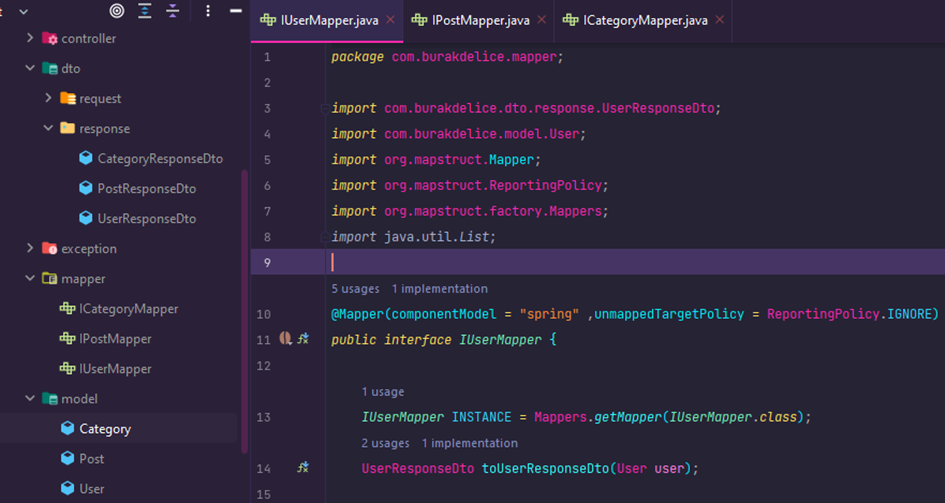 IUserMapper.java
IPostMapper.java
ICategoryMapper.java
controller
dto
request
response
CategoryResponseDto
PostResponseDto
UserResponseDto
exception
mapper
ICategoryMapper
IPostMapper
IUserMapper
model
Category
Post
User
1 package com.burakdelice.mapper;
2
3 import com.burakdelice.dto.response.UserResponseDto;
4 import com.burakdelice.model.User;
5 import org.mapstruct.Mapper;
6 import org.mapstruct.ReportingPolicy;
7 import org.mapstruct.factory.Mappers;
8 import java.util.List;
9
5 usages 1 implementation
10 @Mapper(componentModel = "spring" ,unmappedTargetPolicy = ReportingPolicy.IGNORE)
11 public interface IUserMapper {
12
1 usage
13 IUserMapper INSTANCE = Mappers.getMapper(IUserMapper.class);
2 usages 1 implementation
14 UserResponseDto toUserResponseDto(User user);
15